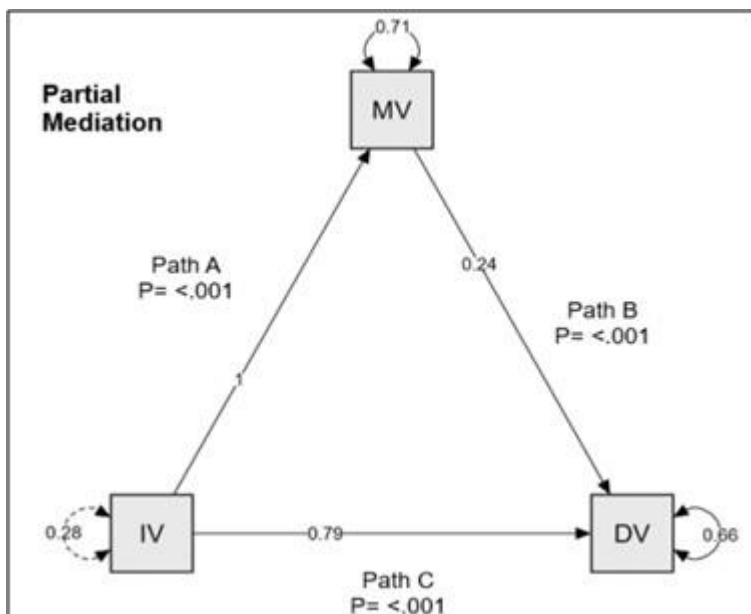 0.71
Partial
Mediation
MV
Path A
P= <.001
0.24
Path B
P= <.001
1
0.28
IV
0.79
DV
0.66
Path C
P= <.001